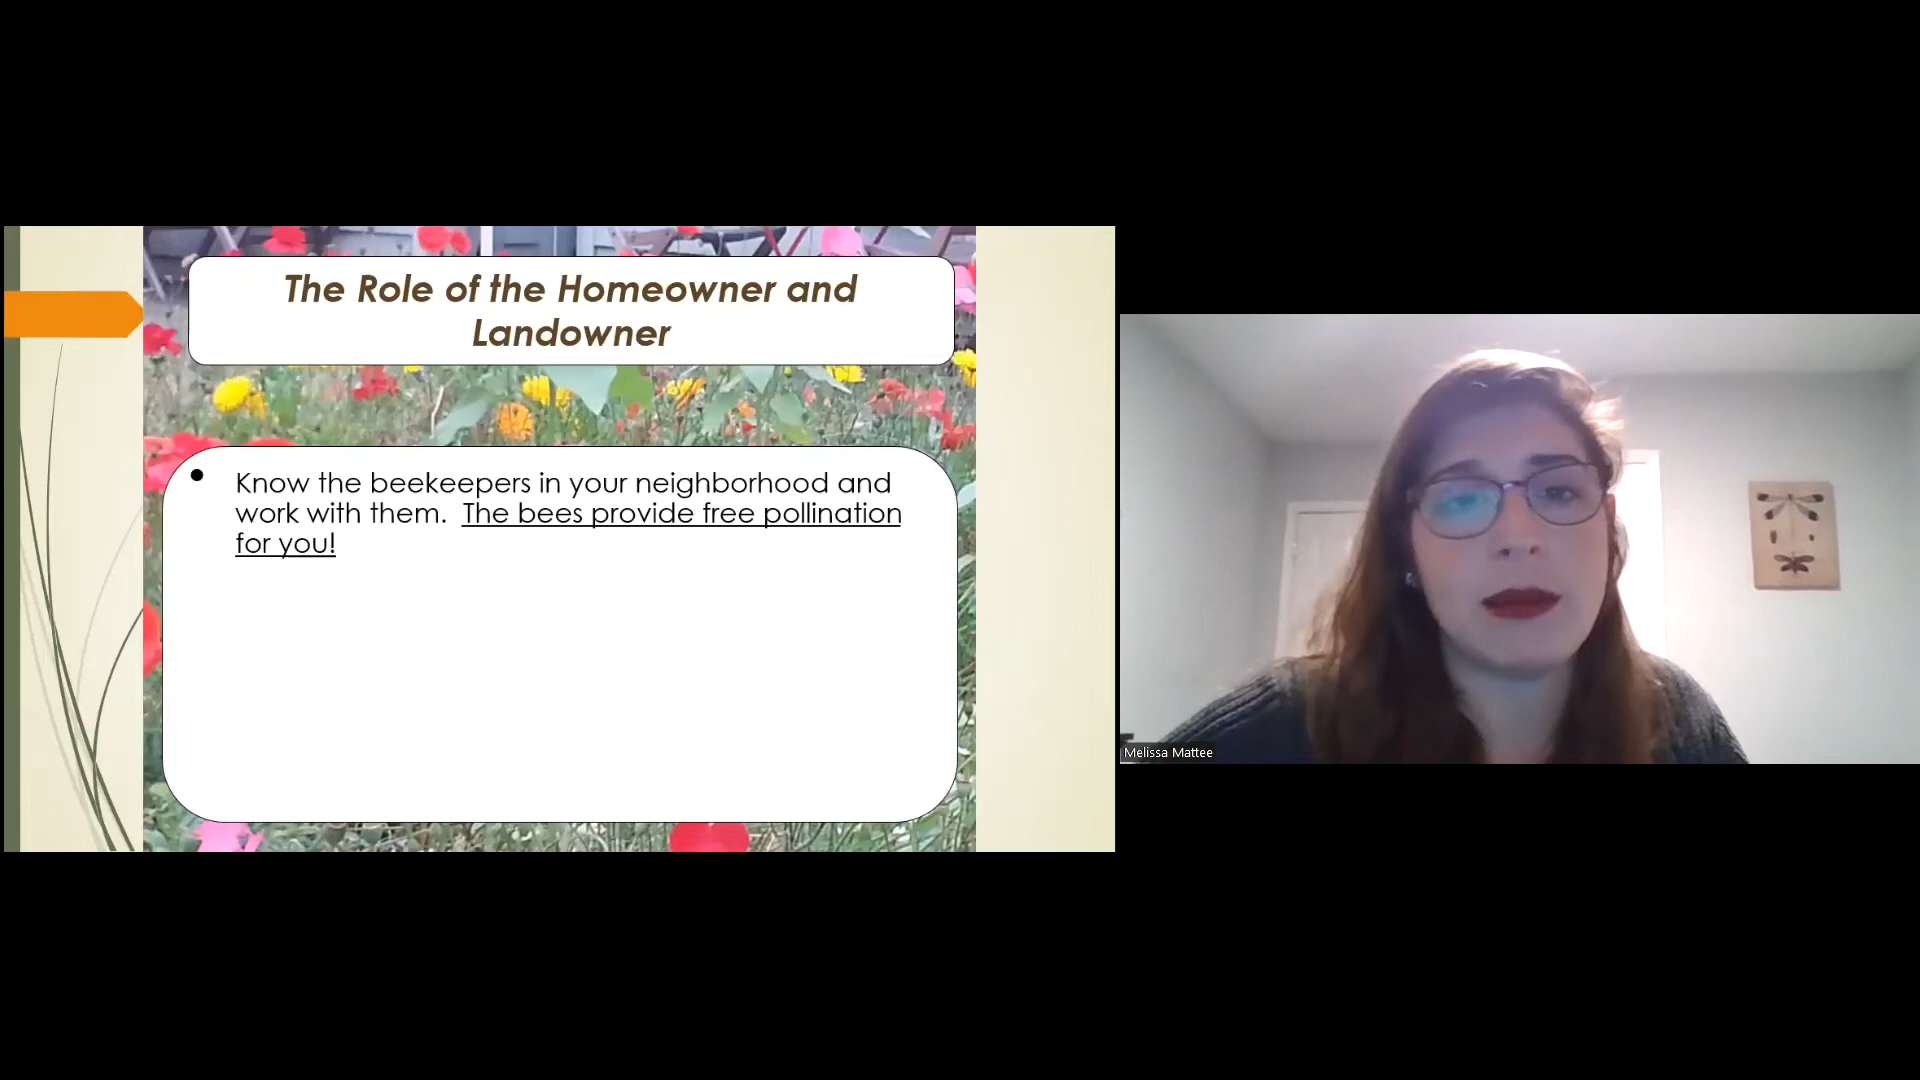 The Role of the Homeowner and
Landowner
• Know the beekeepers in your neighborhood and
work with them. The bees provide free pollination
for you!
Melissa Mattee